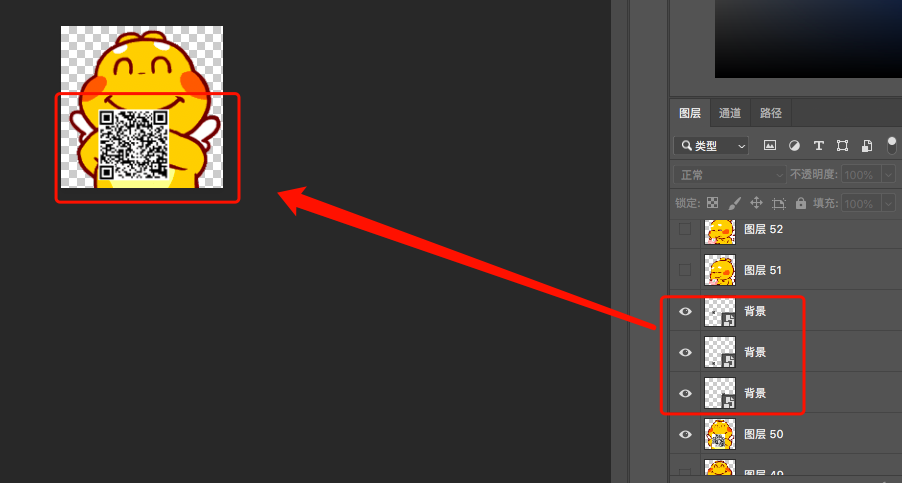 图层 通道 路径
类型
正常 不透明度: 100%
锁定: 填充: 100%
图层 52
图层 51
背景
背景
背景
图层 50
图层 49